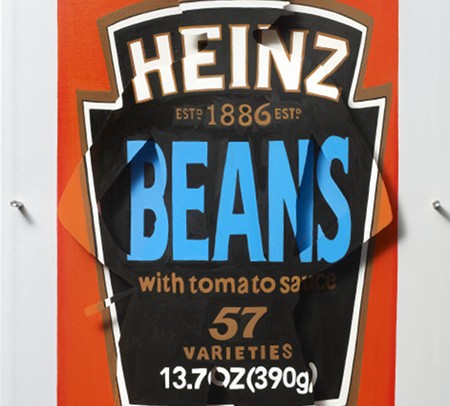 HEINZ
ESTD 1886 ESTD
BEANS
with tomato sauce
57
VARIETIES
13.7OZ(390g)